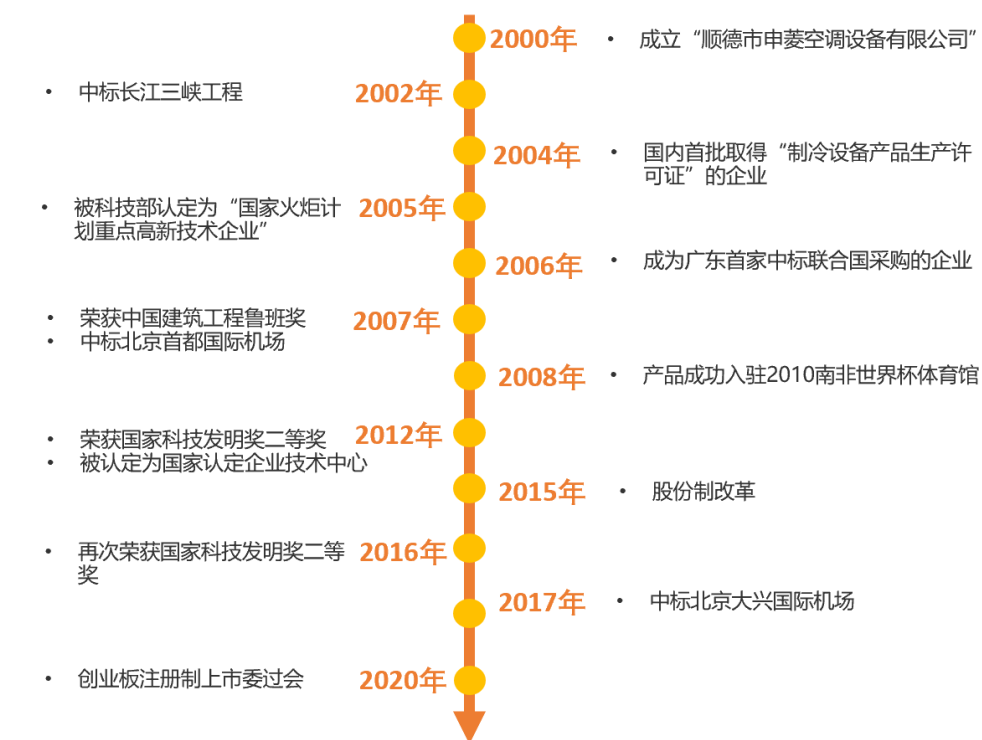 2000年 • 成立“顺德市申菱空调设备有限公司”
• 中标长江三峡工程 2002年
2004年 • 国内首批取得“制冷设备产品生产许
可证”的企业
• 被科技部认定为“国家火炬计 2005年
划重点高新技术企业”
2006年 • 成为广东首家中标联合国采购的企业
• 荣获中国建筑工程鲁班奖 2007年
• 中标北京首都国际机场
2008年 • 产品成功入驻2010南非世界杯体育馆
• 荣获国家科技发明奖二等奖 2012年
• 被认定为国家认定企业技术中心
2015年 • 股份制改革
• 再次荣获国家科技发明奖二等 2016年
奖
2017年 • 中标北京大兴国际机场
• 创业板注册制上市委过会 2020年